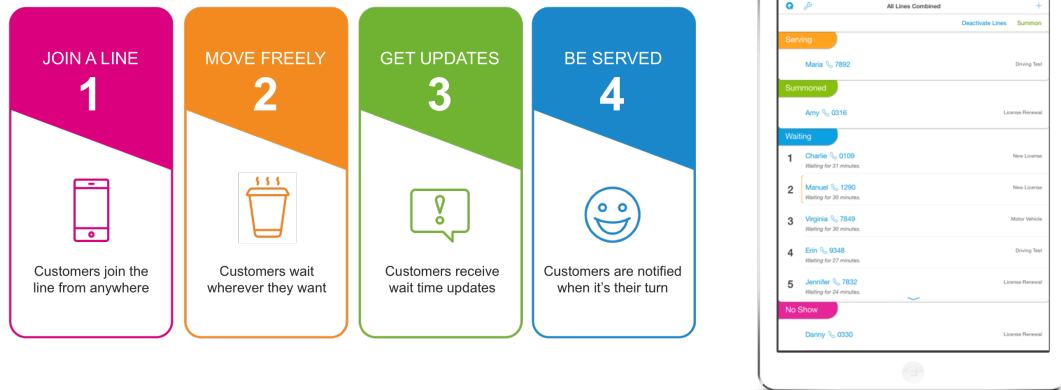 JOIN A LINE
1
Customers join the
line from anywhere
MOVE FREELY
2
Customers wait
wherever they want
GET UPDATES
3
Customers receive
wait time updates
BE SERVED
4
Customers are notified
when it's their turn
All Lines Combined
Deactivate Lines Summon
Serving
Maria 7892 Driving Test
Summoned
Amy 0316 License Renewal
Waiting
1 Charlie 0109 New License
Waiting for 31 minutes.
2 Manuel 1290 New License
Waiting for 30 minutes.
3 Virginia 7849 Motor Vehicle
Waiting for 30 minutes.
4 Erin 9348 Driving Test
Waiting for 27 minutes.
5 Jennifer 7832 License Renewal
Waiting for 24 minutes.
No Show
Danny 0330 License Renewal